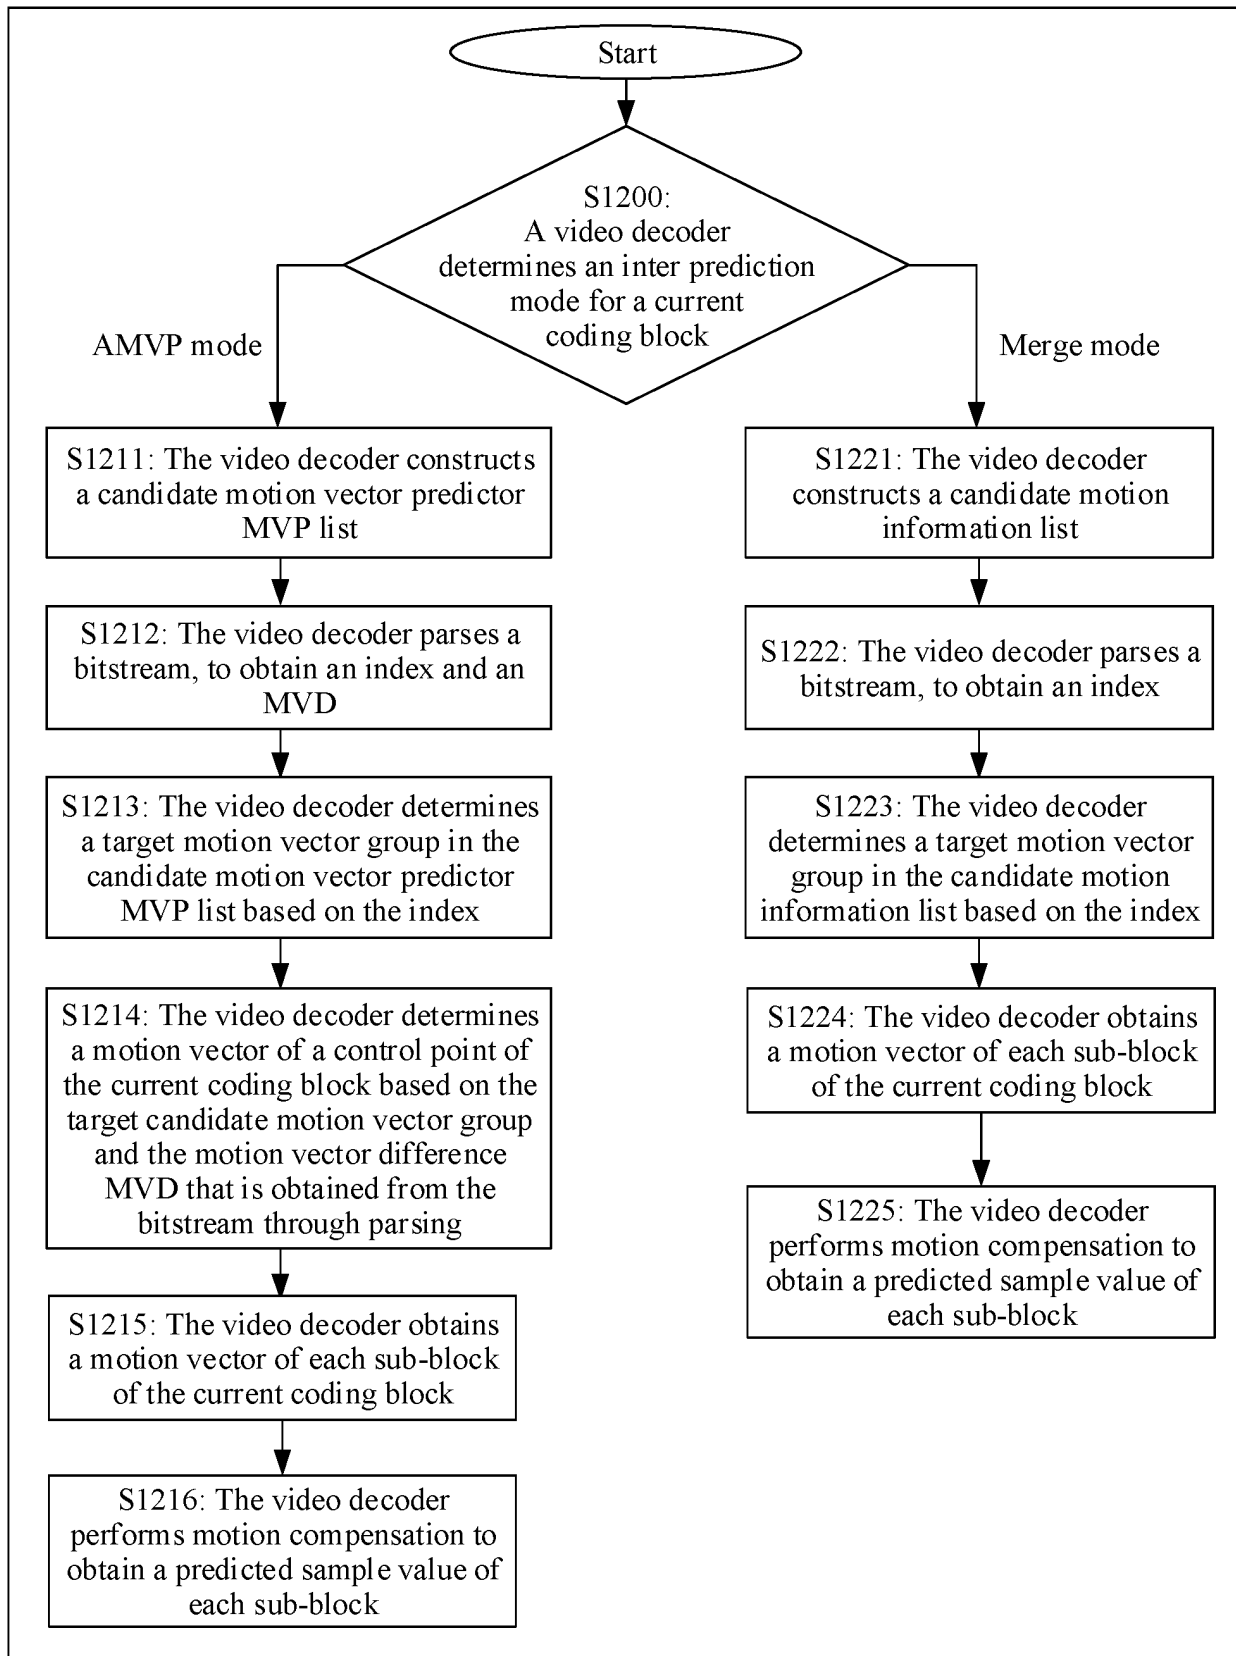 Start
S1200:
A video decoder
determines an inter prediction
mode for a current
coding block
AMVP mode
Merge mode
S1211: The video decoder constructs
a candidate motion vector predictor
MVP list
S1212: The video decoder parses a
bitstream, to obtain an index and an
MVD
S1213: The video decoder determines
a target motion vector group in the
candidate motion vector predictor
MVP list based on the index
S1214: The video decoder determines
a motion vector of a control point of
the current coding block based on the
target candidate motion vector group
and the motion vector difference
MVD that is obtained from the
bitstream through parsing
S1215: The video decoder obtains
a motion vector of each sub-block
of the current coding block
S1216: The video decoder
performs motion compensation to
obtain a predicted sample value of
each sub-block
S1221: The video decoder
constructs a candidate motion
information list
S1222: The video decoder parses a
bitstream, to obtain an index
S1223: The video decoder
determines a target motion vector
group in the candidate motion
information list based on the index
S1224: The video decoder obtains
a motion vector of each sub-block
of the current coding block
S1225: The video decoder
performs motion compensation to
obtain a predicted sample value of
each sub-block